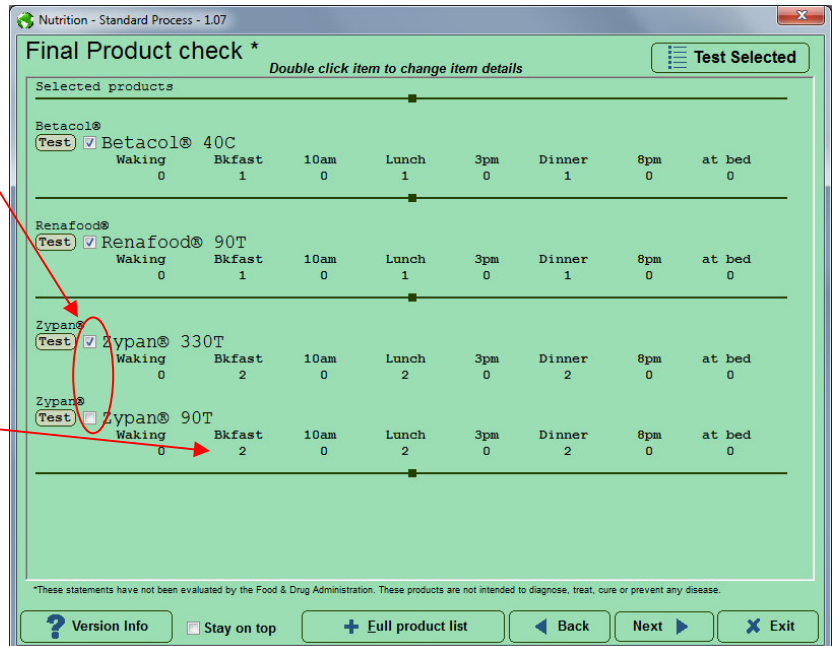 Nutrition - Standard Process - 1.07
Final Product check *
Double click item to change item details
Test Selected
Selected products
Betacol®
Test Betacol® 40C
Waking Bkfast 10am Lunch 3pm Dinner 8pm at bed
0 1 0 1 0 1 0 0
Renafood®
Test Renafood® 90T
Waking Bkfast 10am Lunch 3pm Dinner 8pm at bed
0 1 0 1 0 1 0 0
Zypan®
Test Zypan® 330T
Waking Bkfast 10am Lunch 3pm Dinner 8pm at bed
0 2 0 2 0 2 0 0
Zypan®
Test Zypan® 90T
Waking Bkfast 10am Lunch 3pm Dinner 8pm at bed
0 2 0 2 0 2 0 0
*These statements have not been evaluated by the Food & Drug Administration. These products are not intended to diagnose, treat, cure or prevent any disease.
? Version Info Stay on top Full product list Back Next Exit